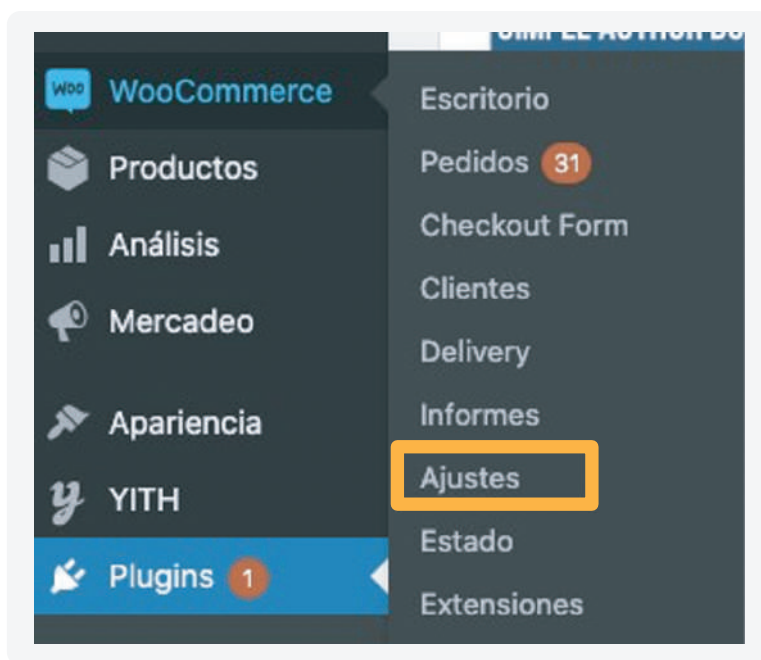 Woo WooCommerce
Productos
Análisis
Mercadeo
Apariencia
YITH
Plugins 1
Escritorio
Pedidos 31
Checkout Form
Clientes
Delivery
Informes
Ajustes
Estado
Extensiones